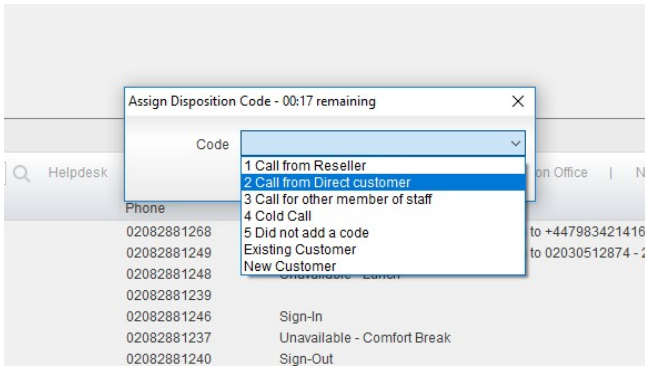 Assign Disposition Code - 00:17 remaining
Code
1 Call from Reseller
Helpdesk
on Office | N
2 Call from Direct customer
3 Call for other member of staff
Phone
4 Cold Call
02082881268
5 Did not add a code
to +447983421416
02082881249
Existing Customer
to 02030512874 - 2
02082881248
New Customer
Unavailable - Lunch
02082881239
02082881246 Sign-In
02082881237 Unavailable - Comfort Break
02082881240 Sign-Out